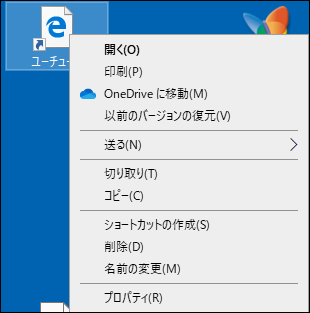 ユーチュー
開く(O)
印刷(P)
OneDrive に移動(M)
以前のバージョンの復元(V)
送る(N)
切り取り(T)
コピー(C)
ショートカットの作成(S)
削除(D)
名前の変更(M)
プロパティ(R)